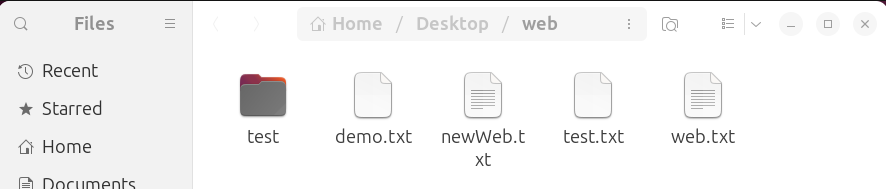 Files
Home / Desktop / web
Recent
Starred
Home
Documents
test
demo.txt
newWeb.t
xt
test.txt
web.txt